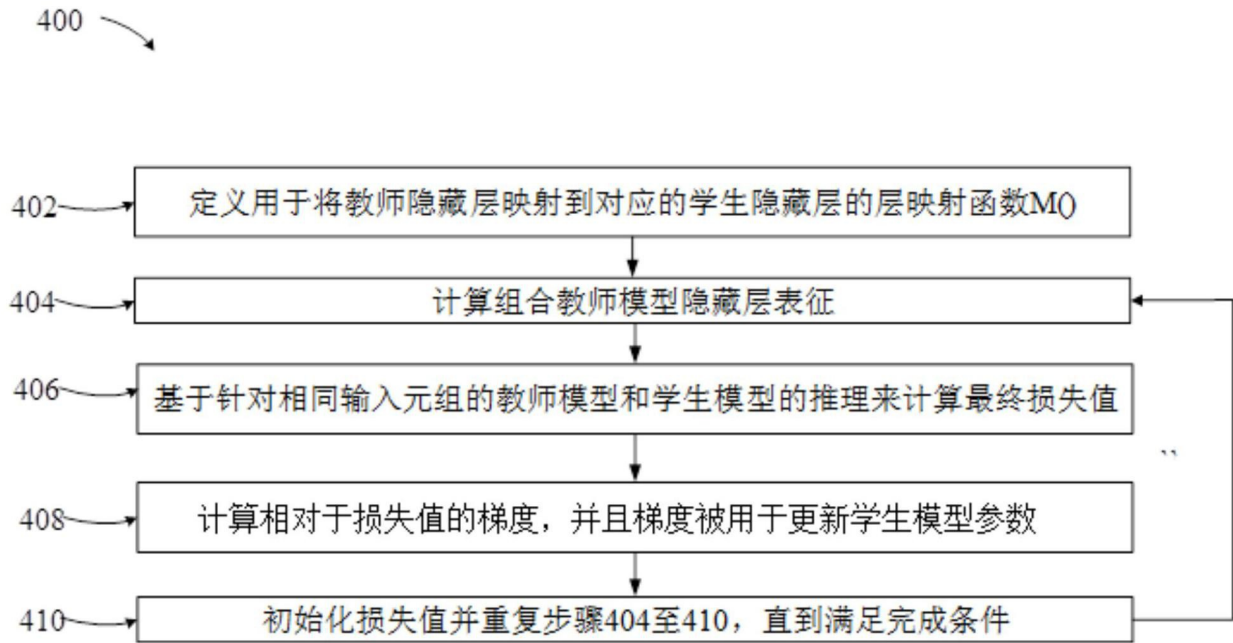 400
402
定义用于将教师隐藏层映射到对应的学生隐藏层的层映射函数M()
404
计算组合教师模型隐藏层表征
406
基于针对相同输入元组的教师模型和学生模型的推理来计算最终损失值
408
计算相对于损失值的梯度，并且梯度被用于更新学生模型参数
410
初始化损失值并重复步骤404至410，直到满足完成条件